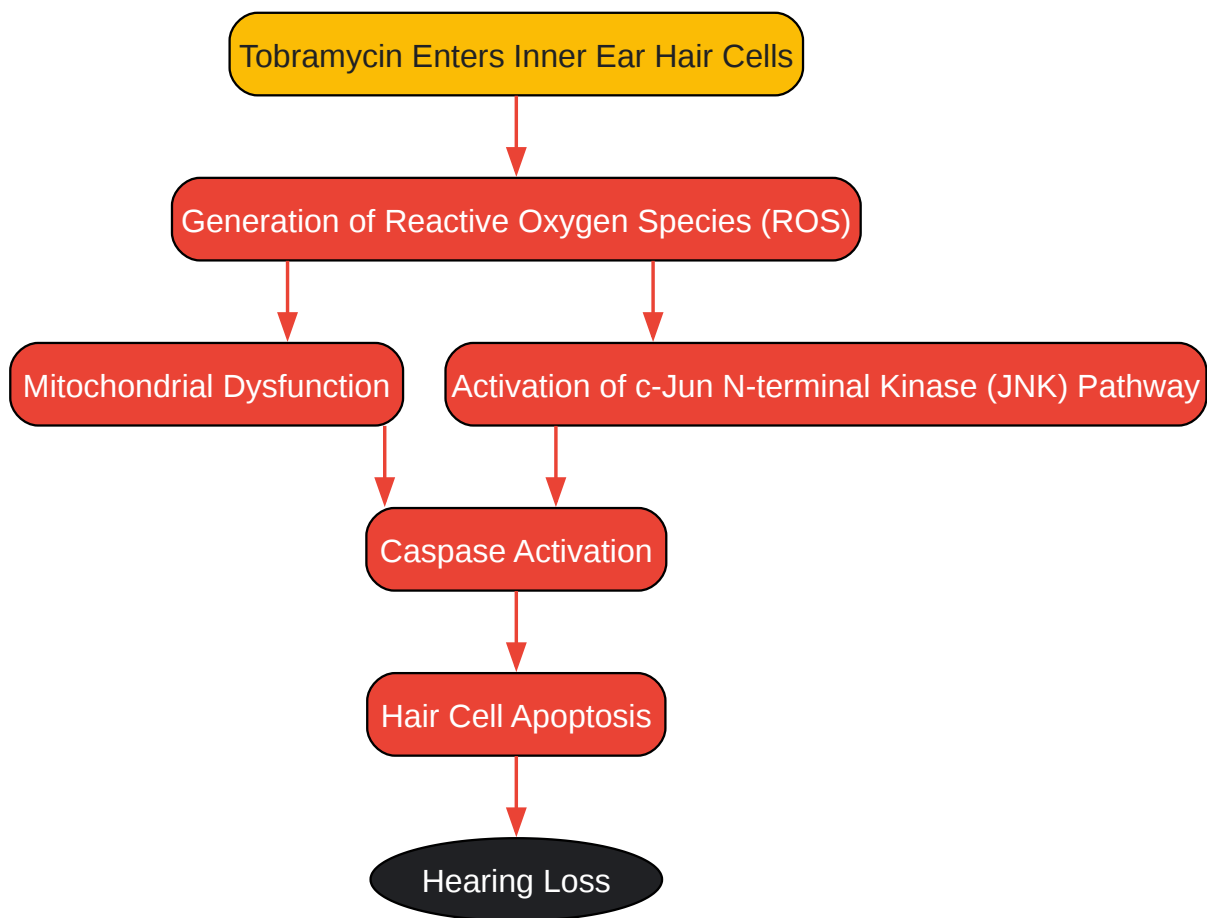 Tobramycin Enters Inner Ear Hair Cells
Generation of Reactive Oxygen Species (ROS)
Mitochondrial Dysfunction
Activation of c-Jun N-terminal Kinase (JNK) Pathway
Caspase Activation
Hair Cell Apoptosis
Hearing Loss